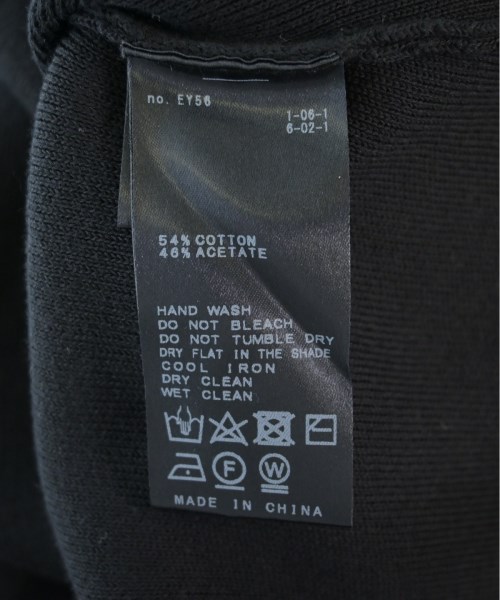 no. EY56
1-06-1
6-02-1
54% COTTON
46% ACETATE
HAND WASH
DO NOT BLEACH
DO NOT TUMBLE DRY
DRY FLAT IN THE SHADE
COOL IRON
DRY CLEAN
WET CLEAN
F
W
MADE IN CHINA